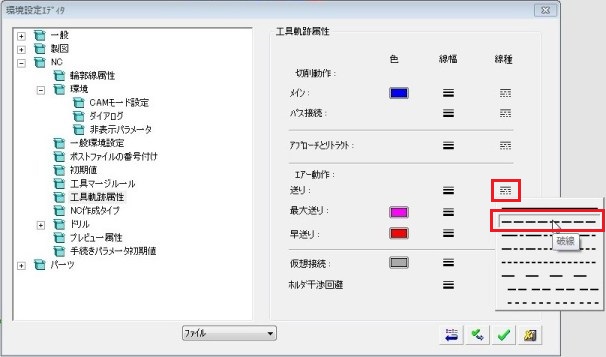 環境設定ｴﾃﾞｨﾀ
一般
製図
NC
輪郭線属性
環境
CAMモード設定
ダイアログ
非表示パラメータ
一般環境設定
ポストファイルの番号付け
初期値
工具マージルール
工具軌跡属性
NC作成タイプ
ドリル
プレビュー属性
手続きパラメータ初期値
パーツ
工具軌跡属性
色 線幅 線種
切削動作：
メイン：
パス接続：
アプローチとリトラクト：
エアー動作：
送り：
最大送り：
早送り：
仮想接続：
ホルダ干渉回避
破線
ファイル